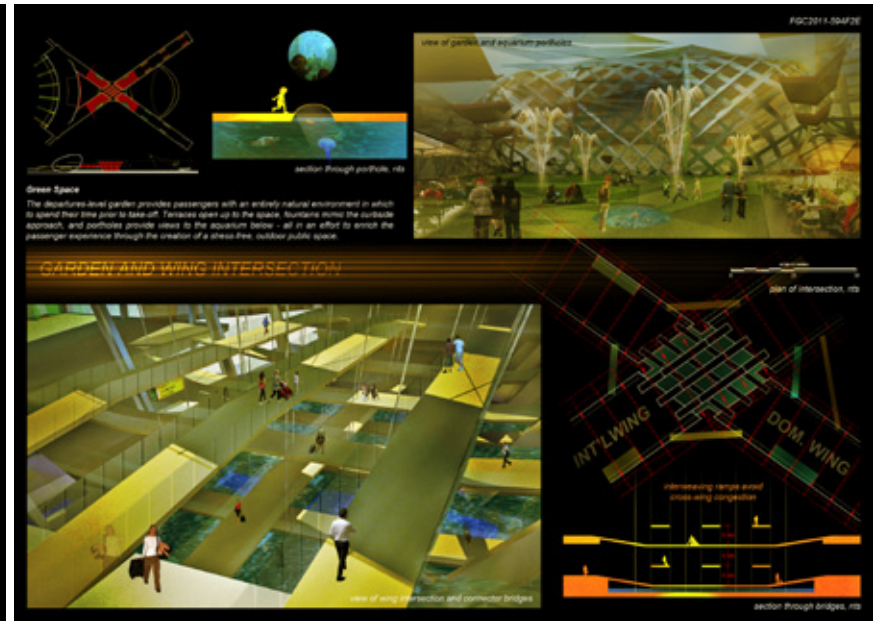 FGC2011-594F2E
view of garden and aquarium portholes
section through porthole, nts
Green Space
The departures-level garden provides passengers with an entirely natural environment in which
to spend their time prior to take-off. Terraces open up to the space, fountains mimic the curbside
approach, and portholes provide views to the aquarium below - all in an effort to enrich the
passenger experience through the creation of a stress-free, outdoor public space.
GARDEN AND WING INTERSECTION
plan of intersection, nts
INT'L WING
DOM. WING
interweaving ramps avoid
cross-wing congestion
view of wing intersection and connector bridges
section through bridges, nts